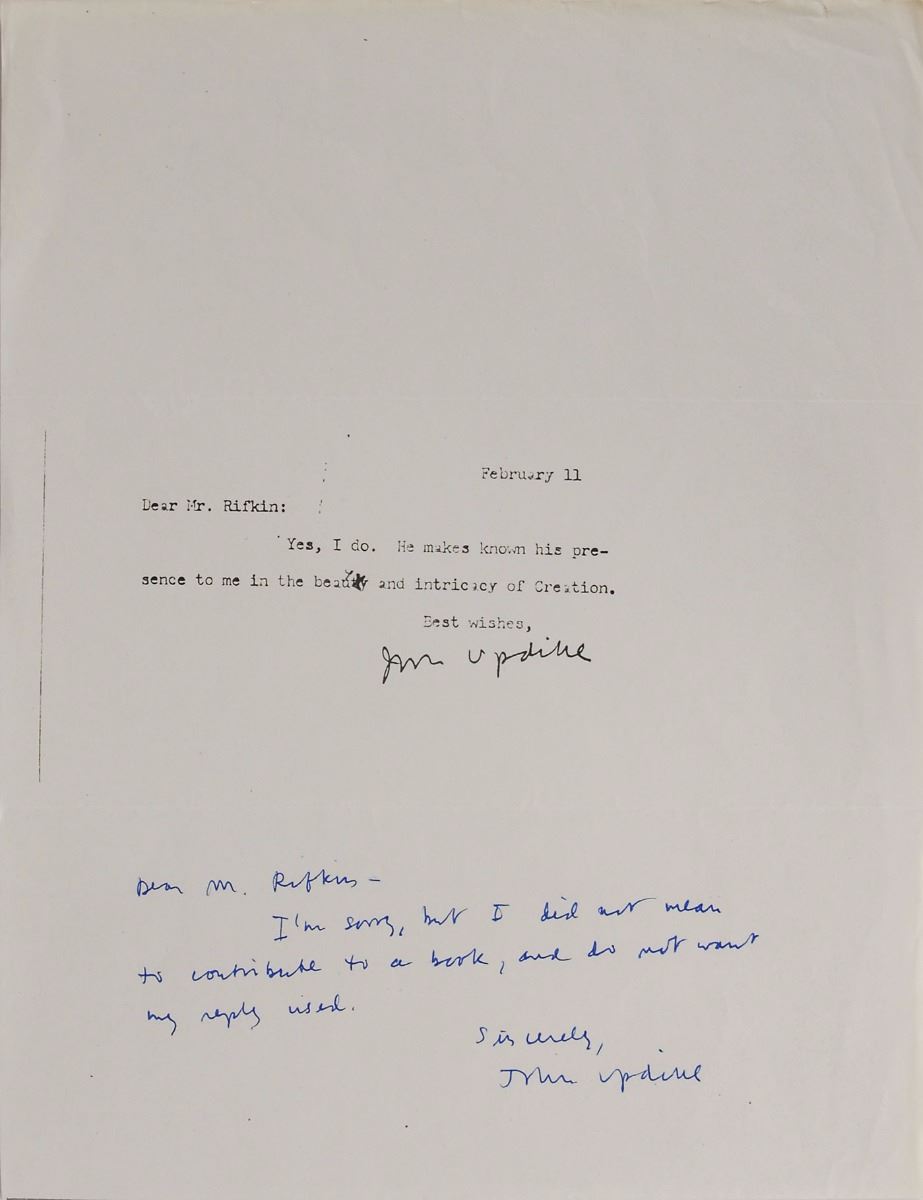 February 11
Dear Mr. Rifkin:
Yes, I do. He makes known his pre-
sence to me in the beauty and intricacy of Creation.
Best wishes,
John Updike
Dear Mr. Rifkin –
I'm sorry, but I did not mean
to contribute to a book, and do not want
my reply used.
Sincerely,
John Updike